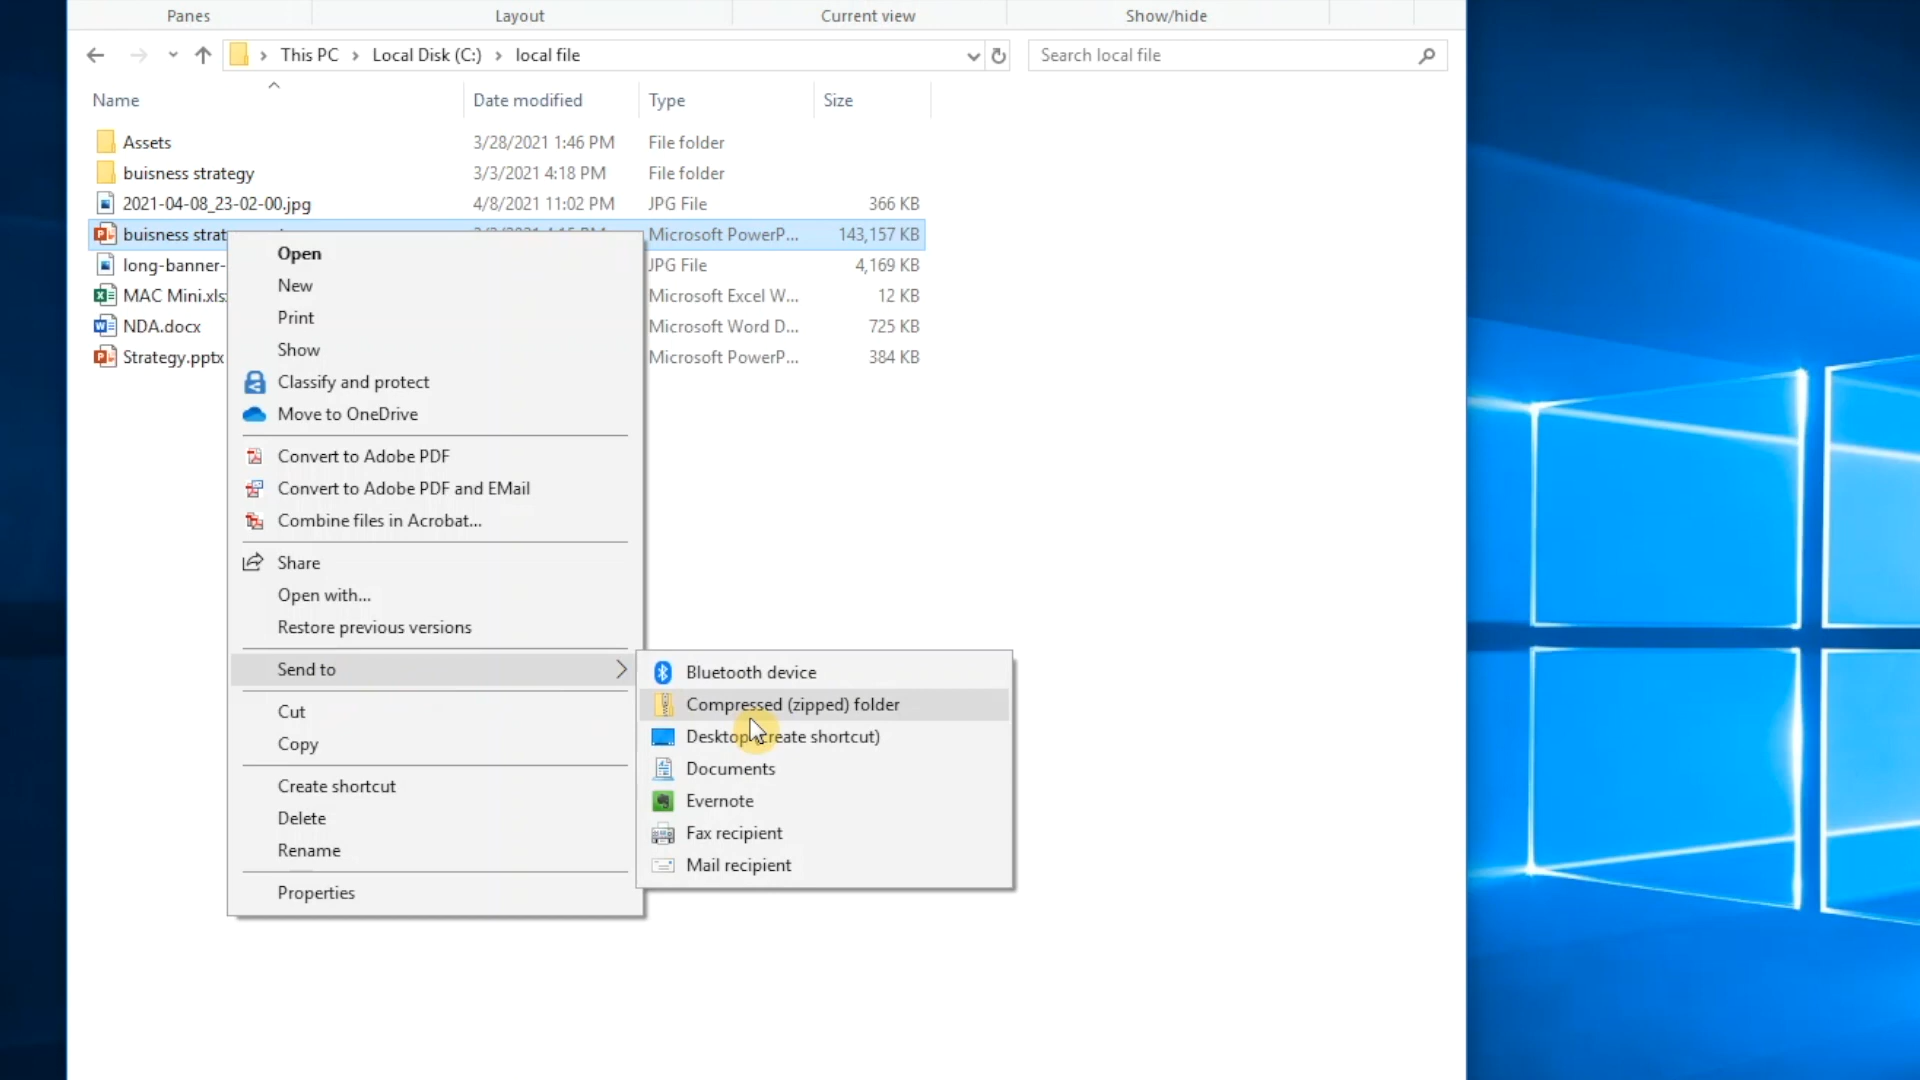 Panes Layout Current view Show/hide
This PC Local Disk (C:) local file Search local file
Name Date modified Type Size
Assets 3/28/2021 1:46 PM File folder
buisness strategy 3/3/2021 4:18 PM File folder
2021-04-08_23-02-00.jpg 4/8/2021 11:02 PM JPG File 366 KB
buisness strat Microsoft PowerP... 143,157 KB
long-banner- JPG File 4,169 KB
MAC Mini.xls Microsoft Excel W... 12 KB
NDA.docx Microsoft Word D... 725 KB
Strategy.pptx Microsoft PowerP... 384 KB
Open
New
Print
Show
Classify and protect
Move to OneDrive
Convert to Adobe PDF
Convert to Adobe PDF and EMail
Combine files in Acrobat...
Share
Open with...
Restore previous versions
Send to
Cut
Copy
Create shortcut
Delete
Rename
Properties
Bluetooth device
Compressed (zipped) folder
Desktop create shortcut)
Documents
Evernote
Fax recipient
Mail recipient